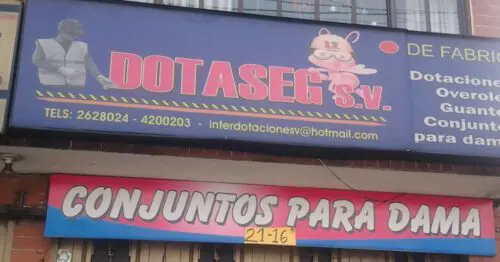 DOTASEG S.V.
TELS: 2628024 - 4200203 - interdotacionesv@hotmail.com
DE FABRIC
Dotacione
Overole
Guante
Conjunt
para dam
CONJUNTOS PARA DAMA
21-16